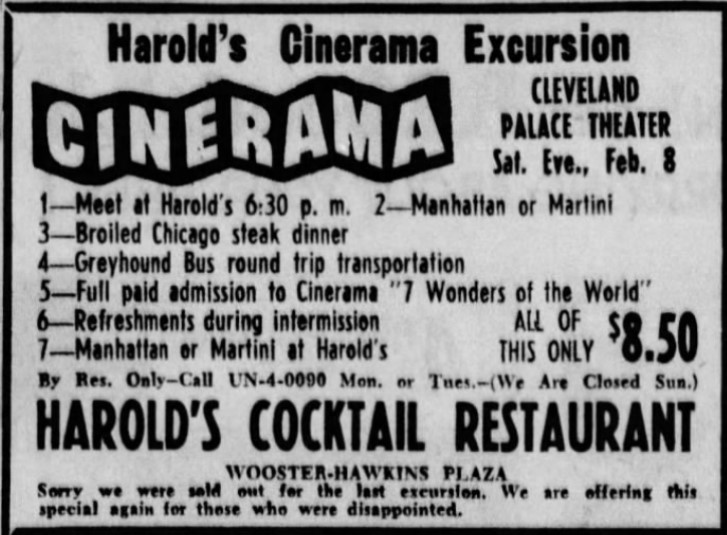 Harold's Cinerama Excursion
CINERAMA
CLEVELAND
PALACE THEATER
Sat. Eve., Feb. 8
1—Meet at Harold's 6:30 p. m. 2—Manhattan or Martini
3—Broiled Chicago steak dinner
4—Greyhound Bus round trip transportation
5—Full paid admission to Cinerama "7 Wonders of the World"
6—Refreshments during intermission
7—Manhattan or Martini at Harold's
ALL OF
THIS ONLY $8.50
By Res. Only—Call UN-4-0090 Mon. or Tues.—(We Are Closed Sun.)
HAROLD'S COCKTAIL RESTAURANT
WOOSTER-HAWKINS PLAZA
Sorry we were sold out for the last excursion. We are offering this
special again for those who were disappointed.